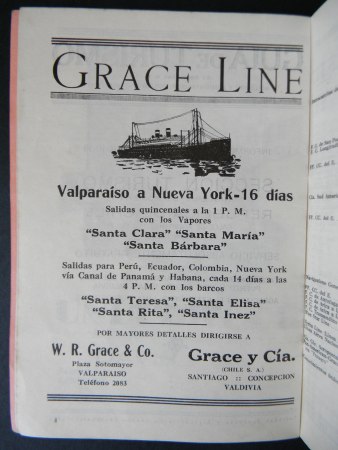 GRACE LINE
Valparaíso a Nueva York-16 días
Salidas quincenales a la 1 P. M.
con los Vapores
“Santa Clara” “Santa María”
“Santa Bárbara”
Salidas para Perú, Ecuador, Colombia, Nueva York
vía Canal de Panamá y Habana, cada 14 días a las
4 P. M. con los barcos
“Santa Teresa”, “Santa Elisa”
“Santa Rita”, “Santa Inez”
POR MAYORES DETALLES DIRIGIRSE A
W. R. Grace & Co.
Plaza Sotomayor
VALPARAISO
Teléfono 2083
Grace y Cía.
(CHILE S. A.)
SANTIAGO :: CONCEPCION
VALDIVIA